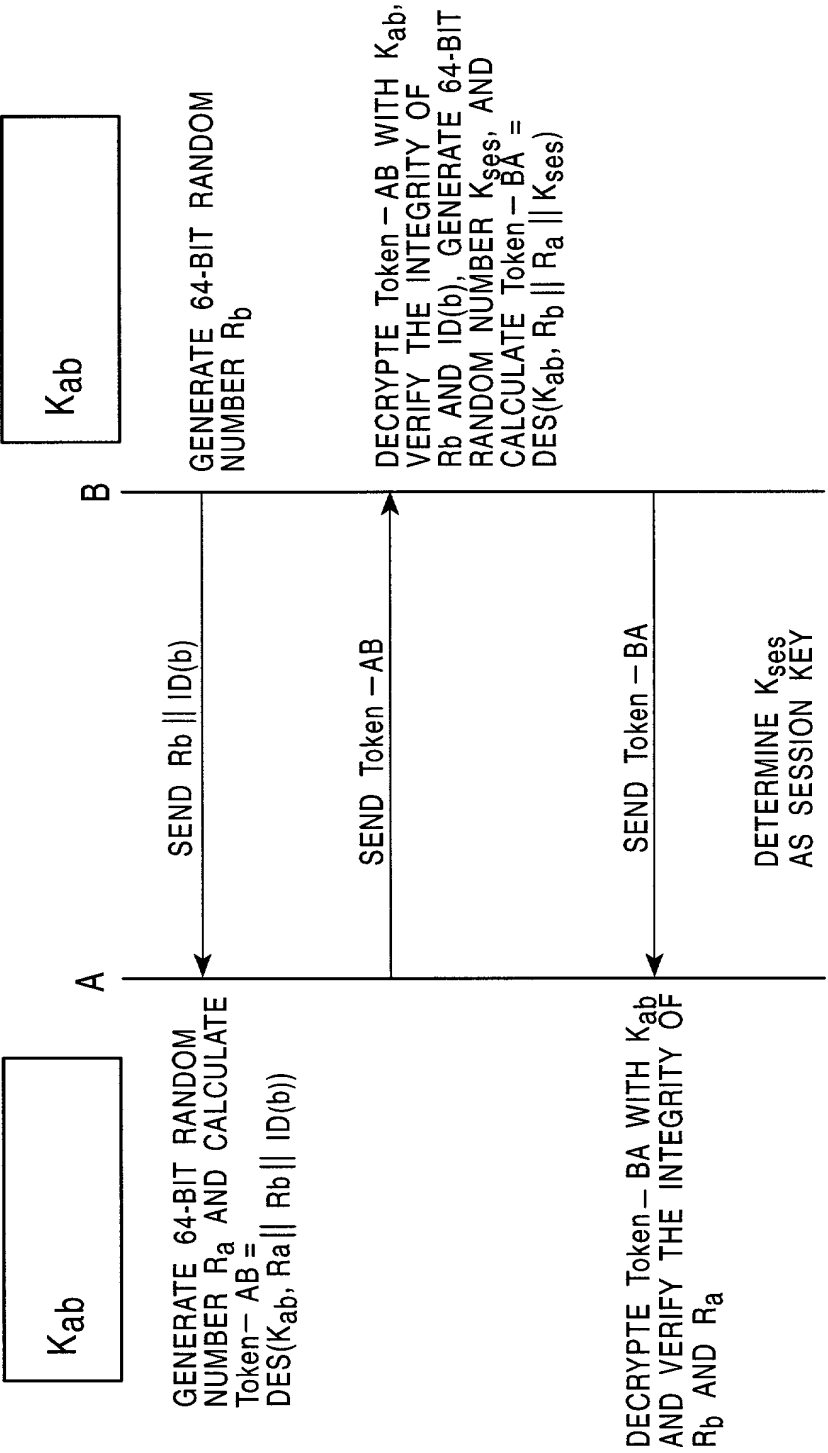 Kab
Kab
A
B
GENERATE 64-BIT RANDOM
NUMBER Rb
SEND Rb || ID(b)
GENERATE 64-BIT RANDOM
NUMBER Ra AND CALCULATE
Token-AB =
DES(Kab, Ra || Rb || ID(b))
SEND Token-AB
DECRYPTE Token-AB WITH Kab,
VERIFY THE INTEGRITY OF
Rb AND ID(b), GENERATE 64-BIT
RANDOM NUMBER Kses, AND
CALCULATE Token-BA =
DES(Kab, Rb || Ra || Kses)
SEND Token-BA
DECRYPTE Token-BA WITH Kab
AND VERIFY THE INTEGRITY OF
Rb AND Ra
DETERMINE Kses
AS SESSION KEY